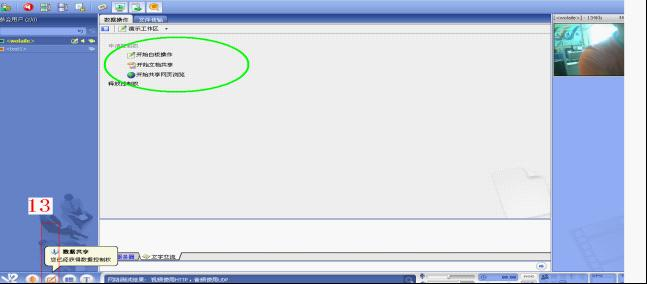 参会用户 (2/0)
<wolaile>
<test1>
数据操作 文件传输
演示工作区
申请控制权
开始白板操作
开始文档共享
开始共享网页浏览
释放控制权
[<wolaile>]
13
数据共享
您已经获得数据控制权
文字交流
网络测试结果: 视频使用HTTP，音频使用UDP